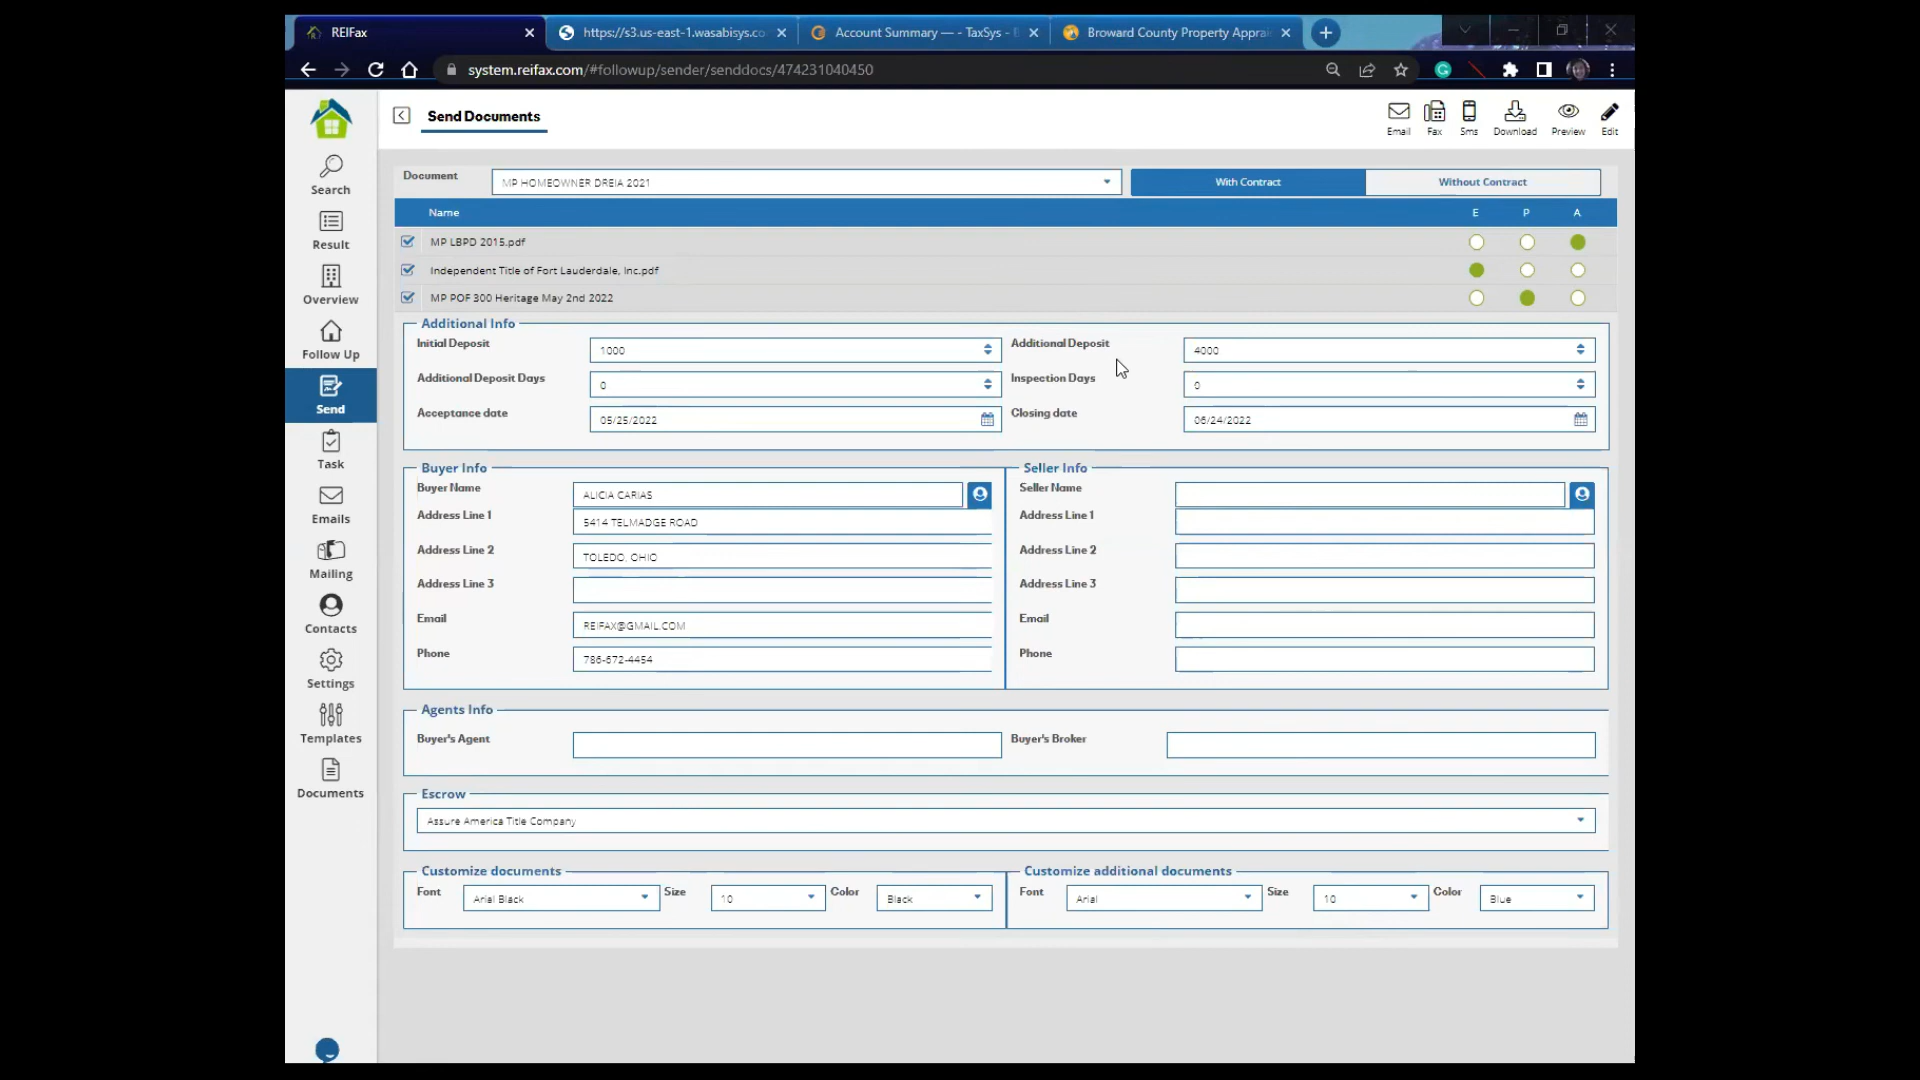 REIFax
https://s3.us-east-1.wasabisys.co
Account Summary — - TaxSys -
Broward County Property Apprai
system.reifax.com/#followup/sender/senddocs/474231040450
Send Documents
Email
Fax
Sms
Download
Preview
Edit
Search
Result
Overview
Follow Up
Send
Task
Emails
Mailing
Contacts
Settings
Templates
Documents
Document
MP HOMEOWNER DREIA 2021
With Contract
Without Contract
Name
E
P
A
MP LBPD 2015.pdf
Independent Title of Fort Lauderdale, Inc.pdf
MP POF 300 Heritage May 2nd 2022
Additional Info
Initial Deposit
1000
Additional Deposit
4000
Additional Deposit Days
0
Inspection Days
0
Acceptance date
05/25/2022
Closing date
06/24/2022
Buyer Info
Buyer Name
ALICIA CARIAS
Address Line 1
5414 TELMADGE ROAD
Address Line 2
TOLEDO, OHIO
Address Line 3
Email
REIFAX@GMAIL.COM
Phone
786-672-4454
Seller Info
Seller Name
Address Line 1
Address Line 2
Address Line 3
Email
Phone
Agents Info
Buyer's Agent
Buyer's Broker
Escrow
Assure America Title Company
Customize documents
Font
Arial Black
Size
10
Color
Black
Customize additional documents
Font
Arial
Size
10
Color
Blue